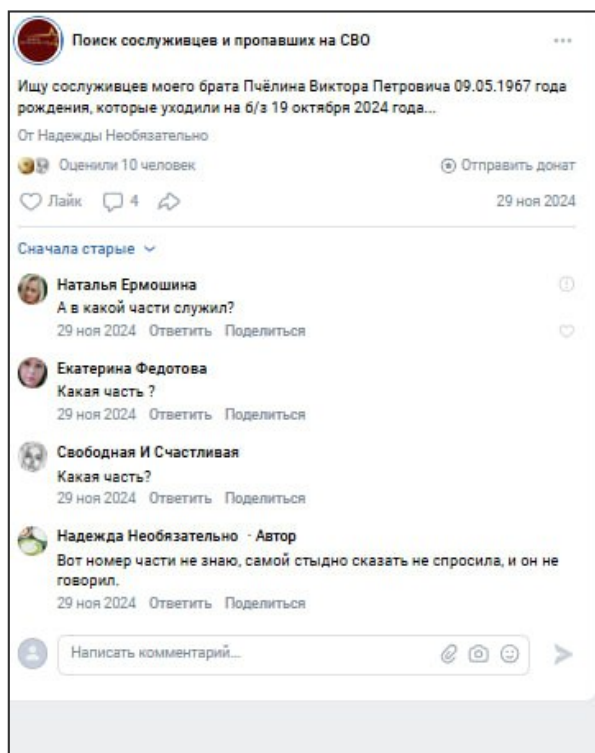 Поиск сослуживцев и пропавших на СВО
Ищу сослуживцев моего брата Пчёлина Виктора Петровича 09.05.1967 года
рождения, которые уходили на б/з 19 октября 2024 года...
От Надежды Необязательно
Оценили 10 человек
Отправить донат
Лайк 4
29 ноя 2024
Сначала старые
Наталья Ермошина
А в какой части служил?
29 ноя 2024 Ответить Поделиться
Екатерина Федотова
Какая часть ?
29 ноя 2024 Ответить Поделиться
Свободная И Счастливая
Какая часть?
29 ноя 2024 Ответить Поделиться
Надежда Необязательно · Автор
Вот номер части не знаю, самой стыдно сказать не спросила, и он не
говорил.
29 ноя 2024 Ответить Поделиться
Написать комментарий...